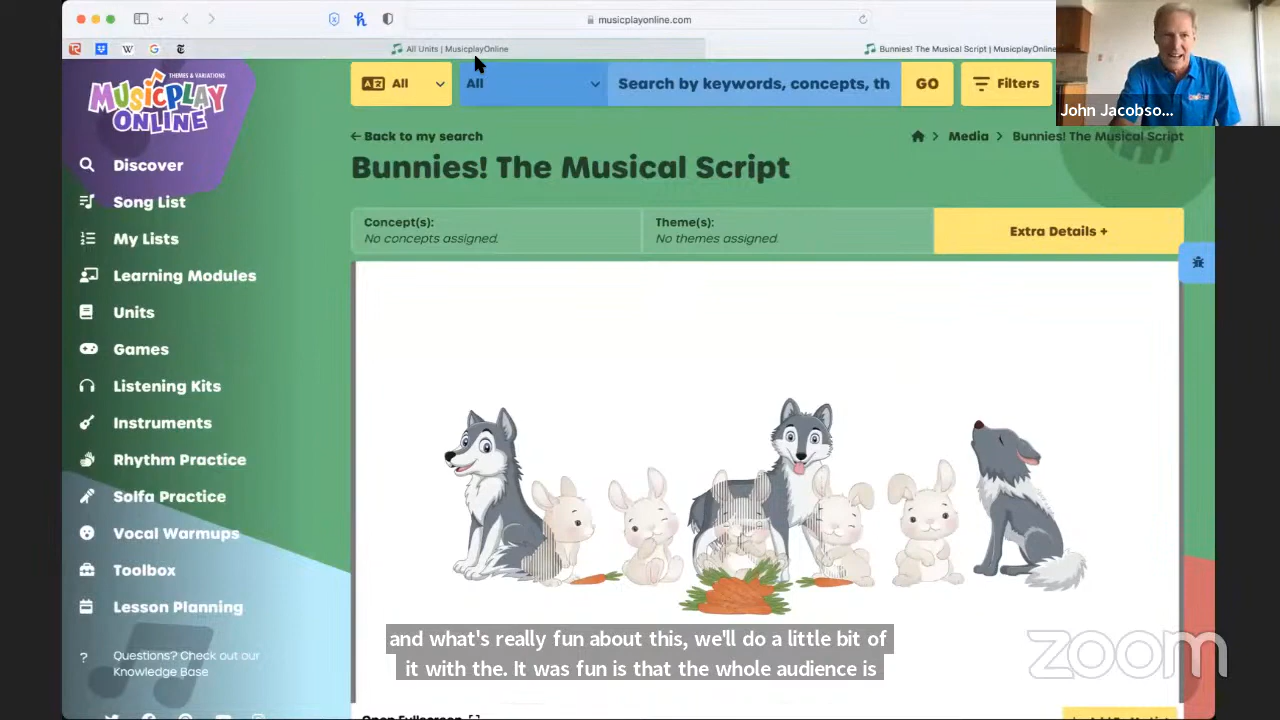 musicplayonline.com
All Units | MusicplayOnline
Bunnies! The Musical Script | MusicplayOnline
THEMES & VARIATIONS
MUSICPLAY
ONLINE
All
All
Search by keywords, concepts, th
GO
Filters
John Jacobso...
Back to my search
Media
Bunnies! The Musical Script
Bunnies! The Musical Script
Concept(s):
No concepts assigned.
Theme(s):
No themes assigned.
Extra Details +
Discover
Song List
My Lists
Learning Modules
Units
Games
Listening Kits
Instruments
Rhythm Practice
Solfa Practice
Vocal Warmups
Toolbox
Lesson Planning
Questions? Check out our
Knowledge Base
and what's really fun about this, we'll do a little bit of
it with the. It was fun is that the whole audience is
zoom
Open Fullscreen